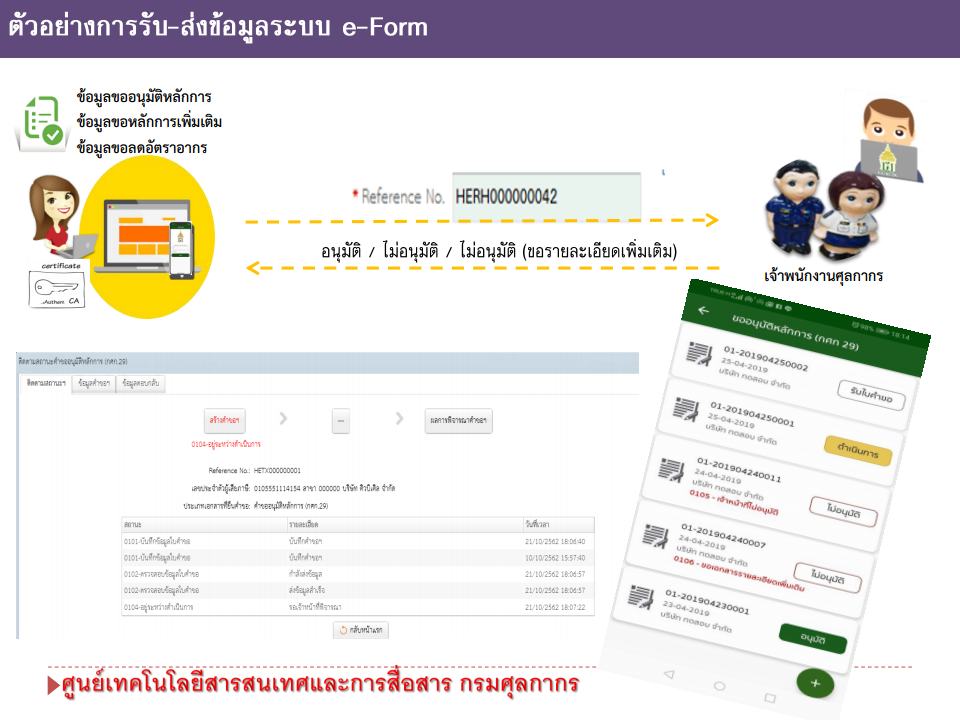 ตัวอย่างการรับ-ส่งข้อมูลระบบ e-Form
ข้อมูลขออนุมัติหลักการ
ข้อมูลขอหลักการเพิ่มเติม
ข้อมูลขอลดอัตราอากร
* Reference No. HERH000000042
อนุมัติ / ไม่อนุมัติ / ไม่อนุมัติ (ขอรายละเอียดเพิ่มเติม)
certificate
CA
เจ้าพนักงานศุลกากร
ติดตามสถานะคำขออนุมัติหลักการ (กศก.29)
ติดตามสถานะฯ ข้อมูลคำขอฯ ข้อมูลตอบกลับ
สร้างคำขอฯ ผลการพิจารณาคำขอฯ
0104-อยู่ระหว่างดำเนินการ
Reference No.: HETX000000001
เลขประจำตัวผู้เสียภาษี: 0105551114154 สาขา 000000 บริษัท คิวบิเคิล จำกัด
ประเภทเอกสารที่ยื่นคำขอ: คำขออนุมัติหลักการ (กศก.29)
สถานะ รายละเอียด วันที่เวลา
0101-บันทึกข้อมูลใบคำขอ บันทึกคำขอฯ 21/10/2562 18:06:40
0101-บันทึกข้อมูลใบคำขอ บันทึกคำขอฯ 10/10/2562 15:57:40
0102-ตรวจสอบข้อมูลใบคำขอ กำลังส่งข้อมูล 21/10/2562 18:06:57
0102-ตรวจสอบข้อมูลใบคำขอ ส่งข้อมูลสำเร็จ 21/10/2562 18:06:57
0104-อยู่ระหว่างดำเนินการ รอเจ้าหน้าที่พิจารณา 21/10/2562 18:07:22
กลับหน้าแรก
98% 18:14
ขออนุมัติหลักการ (กศก 29)
01-201904250002
25-04-2019
บริษัท ทดสอบ จำกัด
รับใบคำขอ
01-201904250001
25-04-2019
บริษัท ทดสอบ จำกัด
ดำเนินการ
01-201904240011
24-04-2019
บริษัท ทดสอบ จำกัด
0105 - เจ้าหน้าที่ไม่อนุมัติ
ไม่อนุมัติ
01-201904240007
24-04-2019
บริษัท ทดสอบ จำกัด
0106 - ขอเอกสารรายละเอียดเพิ่มเติม
ไม่อนุมัติ
01-201904230001
23-04-2019
บริษัท ทดสอบ จำกัด
อนุมัติ
ศูนย์เทคโนโลยีสารสนเทศและการสื่อสาร กรมศุลกากร